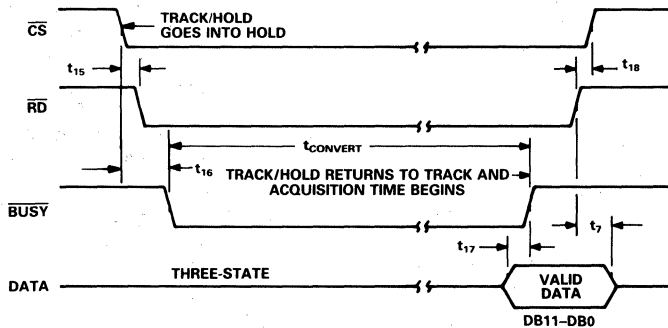 TRACK/HOLD
GOES INTO HOLD
CS
t15
t18
RD
tCONVERT
t16
TRACK/HOLD RETURNS TO TRACK AND
ACQUISITION TIME BEGINS
BUSY
t17
t7
DATA
THREE-STATE
VALID
DATA
DB11–DB0